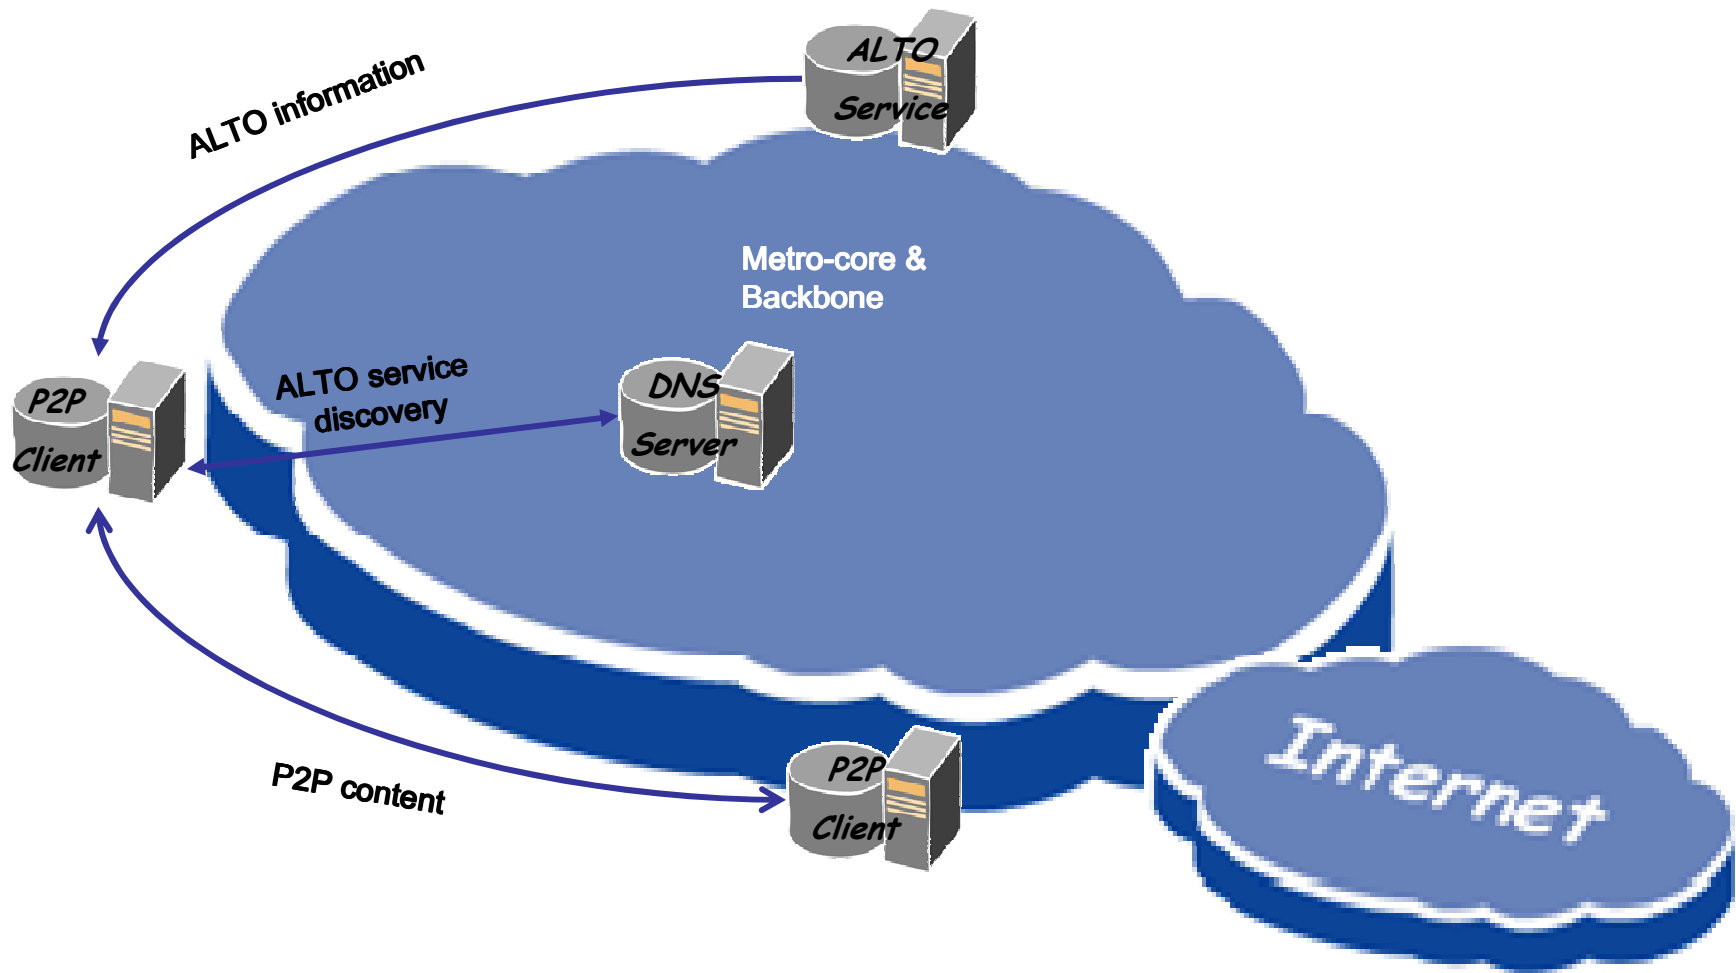 ALTO
Service
ALTO information
Metro-core &
Backbone
ALTO service
discovery
DNS
Server
P2P
Client
P2P content
P2P
Client
Internet